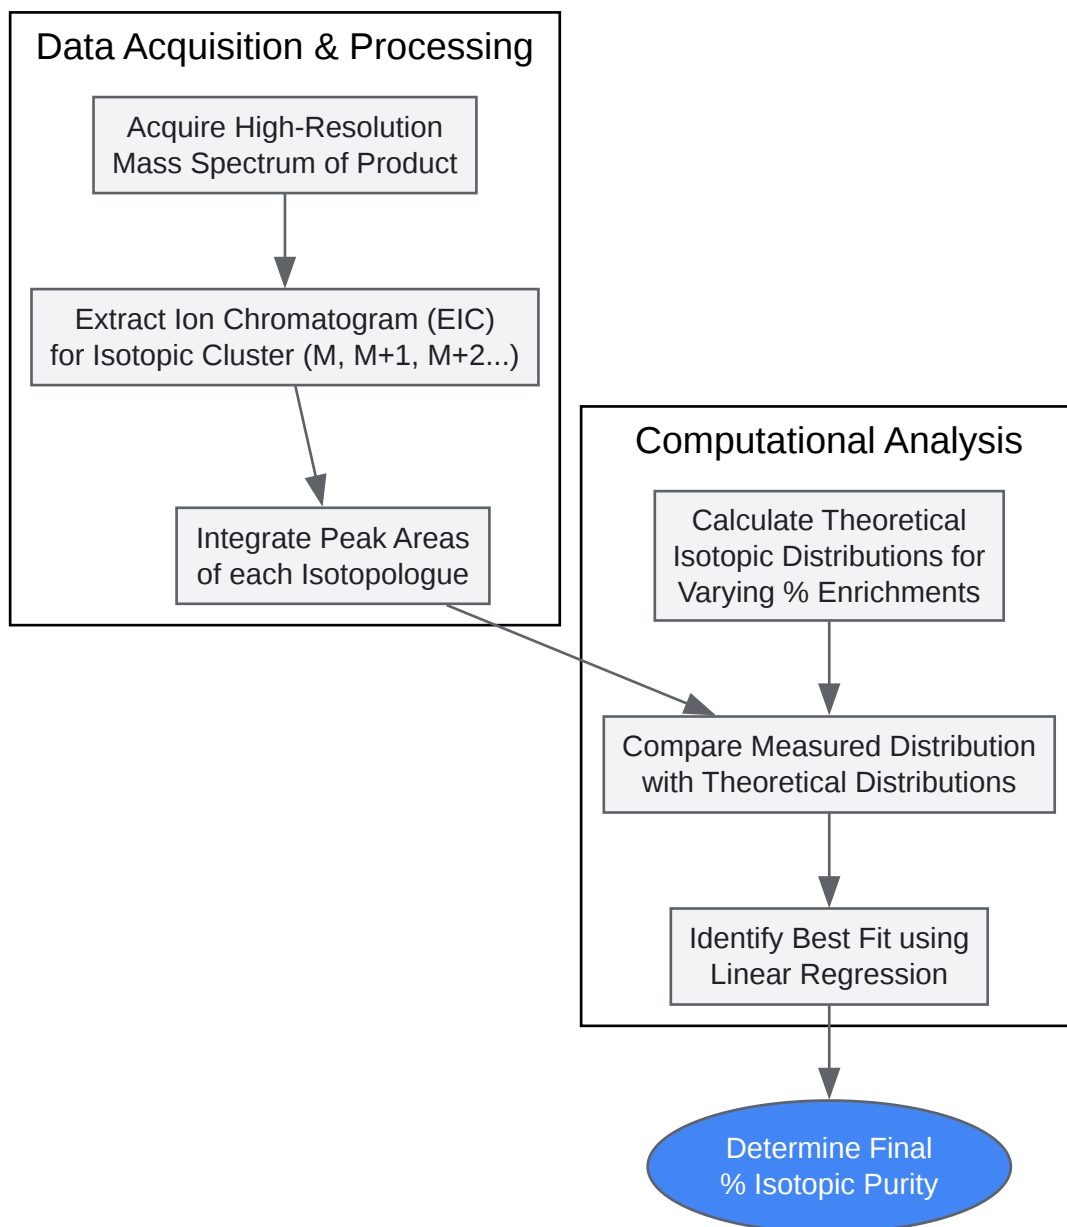 Data Acquisition & Processing
Acquire High-Resolution
Mass Spectrum of Product
Extract Ion Chromatogram (EIC)
for Isotopic Cluster (M, M+1, M+2...)
Integrate Peak Areas
of each Isotopologue
Computational Analysis
Calculate Theoretical
Isotopic Distributions for
Varying % Enrichments
Compare Measured Distribution
with Theoretical Distributions
Identify Best Fit using
Linear Regression
Determine Final
% Isotopic Purity